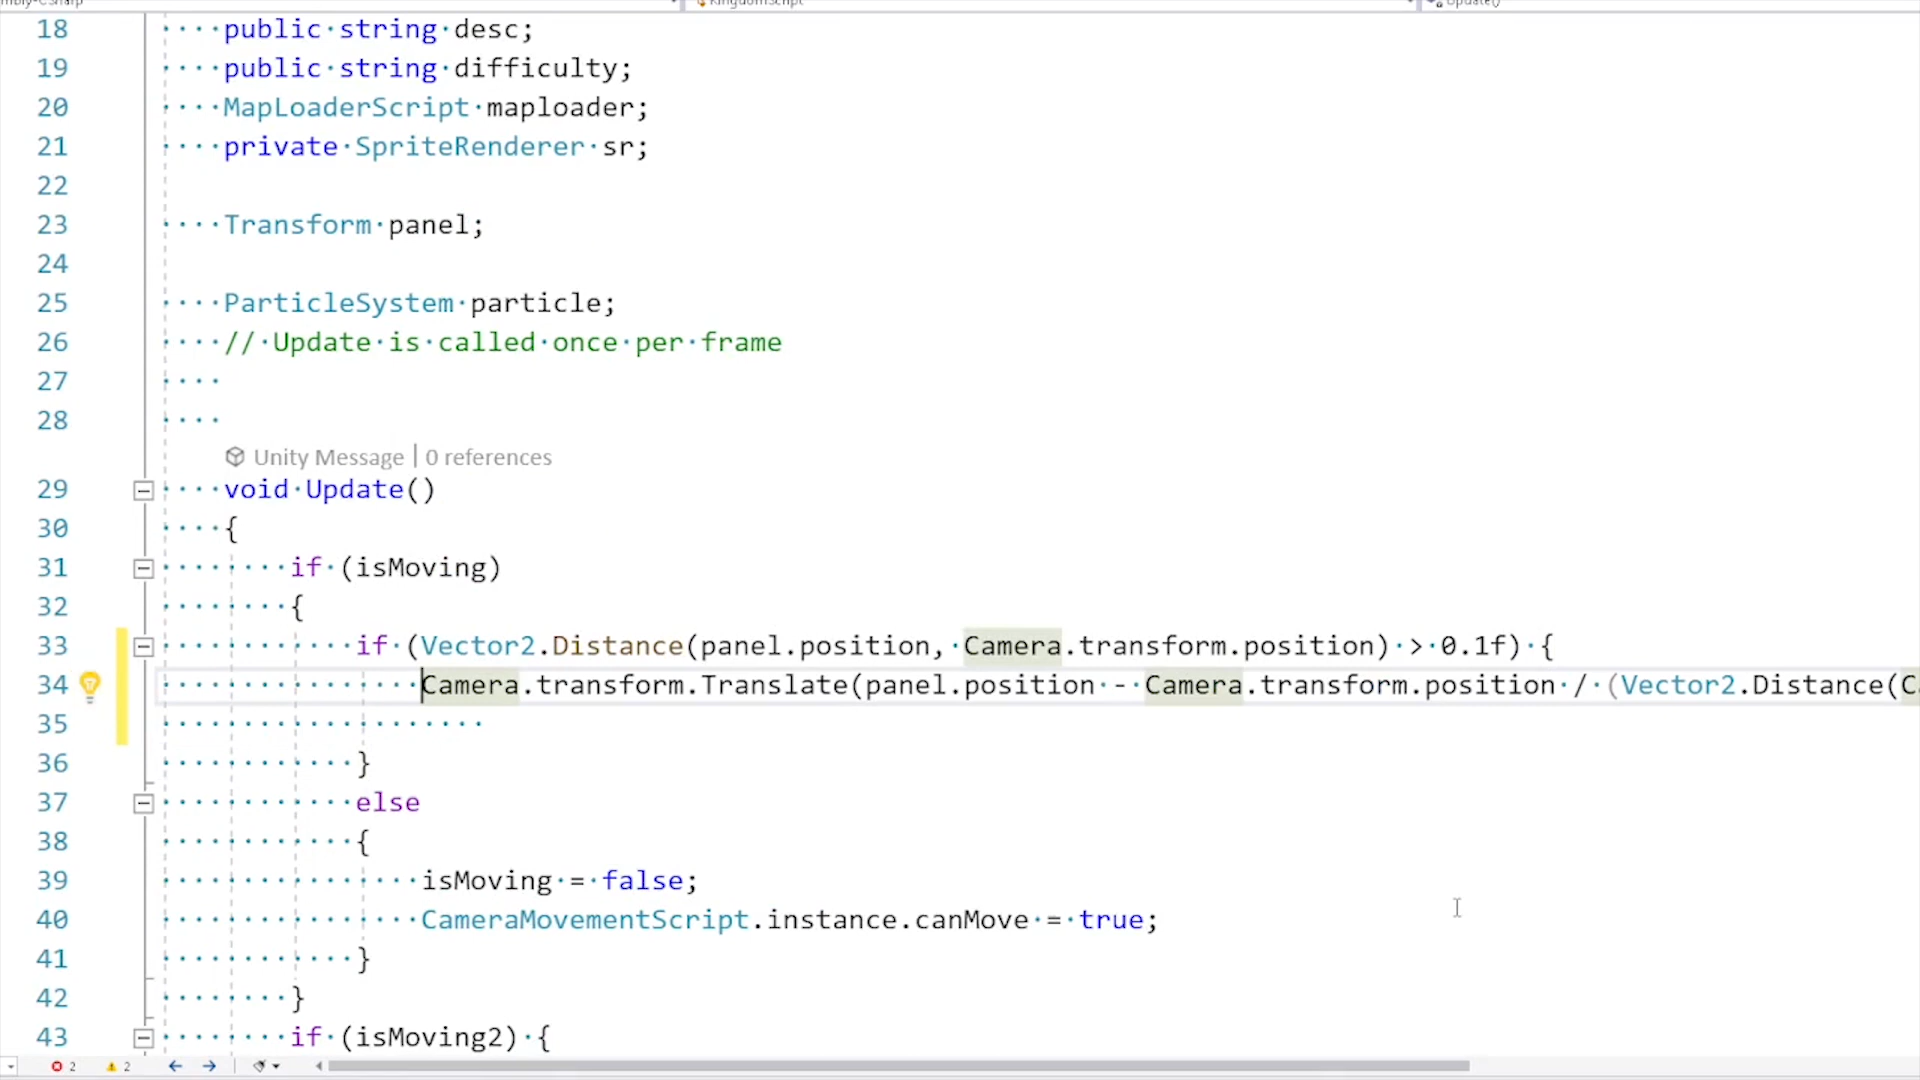 KingdomScript Update()
18 public string desc;
19 public string difficulty;
20 MapLoaderScript maploader;
21 private SpriteRenderer sr;
22
23 Transform panel;
24
25 ParticleSystem particle;
26 // Update is called once per frame
27
28
Unity Message | 0 references
29 void Update()
30 {
31 if (isMoving)
32 {
33 if (Vector2.Distance(panel.position, Camera.transform.position) > 0.1f) {
34 Camera.transform.Translate(panel.position - Camera.transform.position / (Vector2.Distance(C
35
36 }
37 else
38 {
39 isMoving = false;
40 CameraMovementScript.instance.canMove = true;
41 }
42 }
43 if (isMoving2) {
2 2